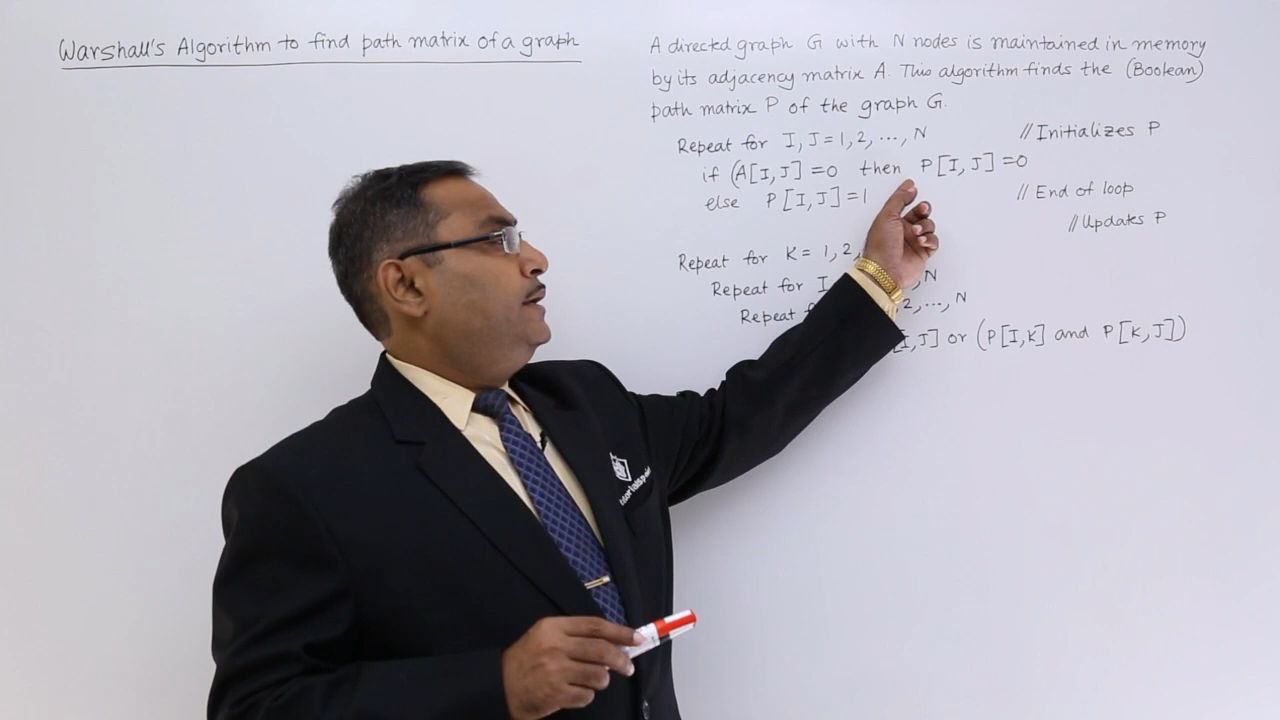 Warshall's Algorithm to find path matrix of a graph
A directed graph G with N nodes is maintained in memory
by its adjacency matrix A. This algorithm finds the (Boolean)
path matrix P of the graph G.
Repeat for I, J = 1, 2, ..., N //Initializes P
if (A[I, J] = 0 then P[I, J] = 0
else P[I, J] = 1 // End of loop
//Updates P
Repeat for K = 1, 2,
Repeat for I , N
Repeat , 2, ..., N
[I, J] or (P[I, K] and P[K, J])